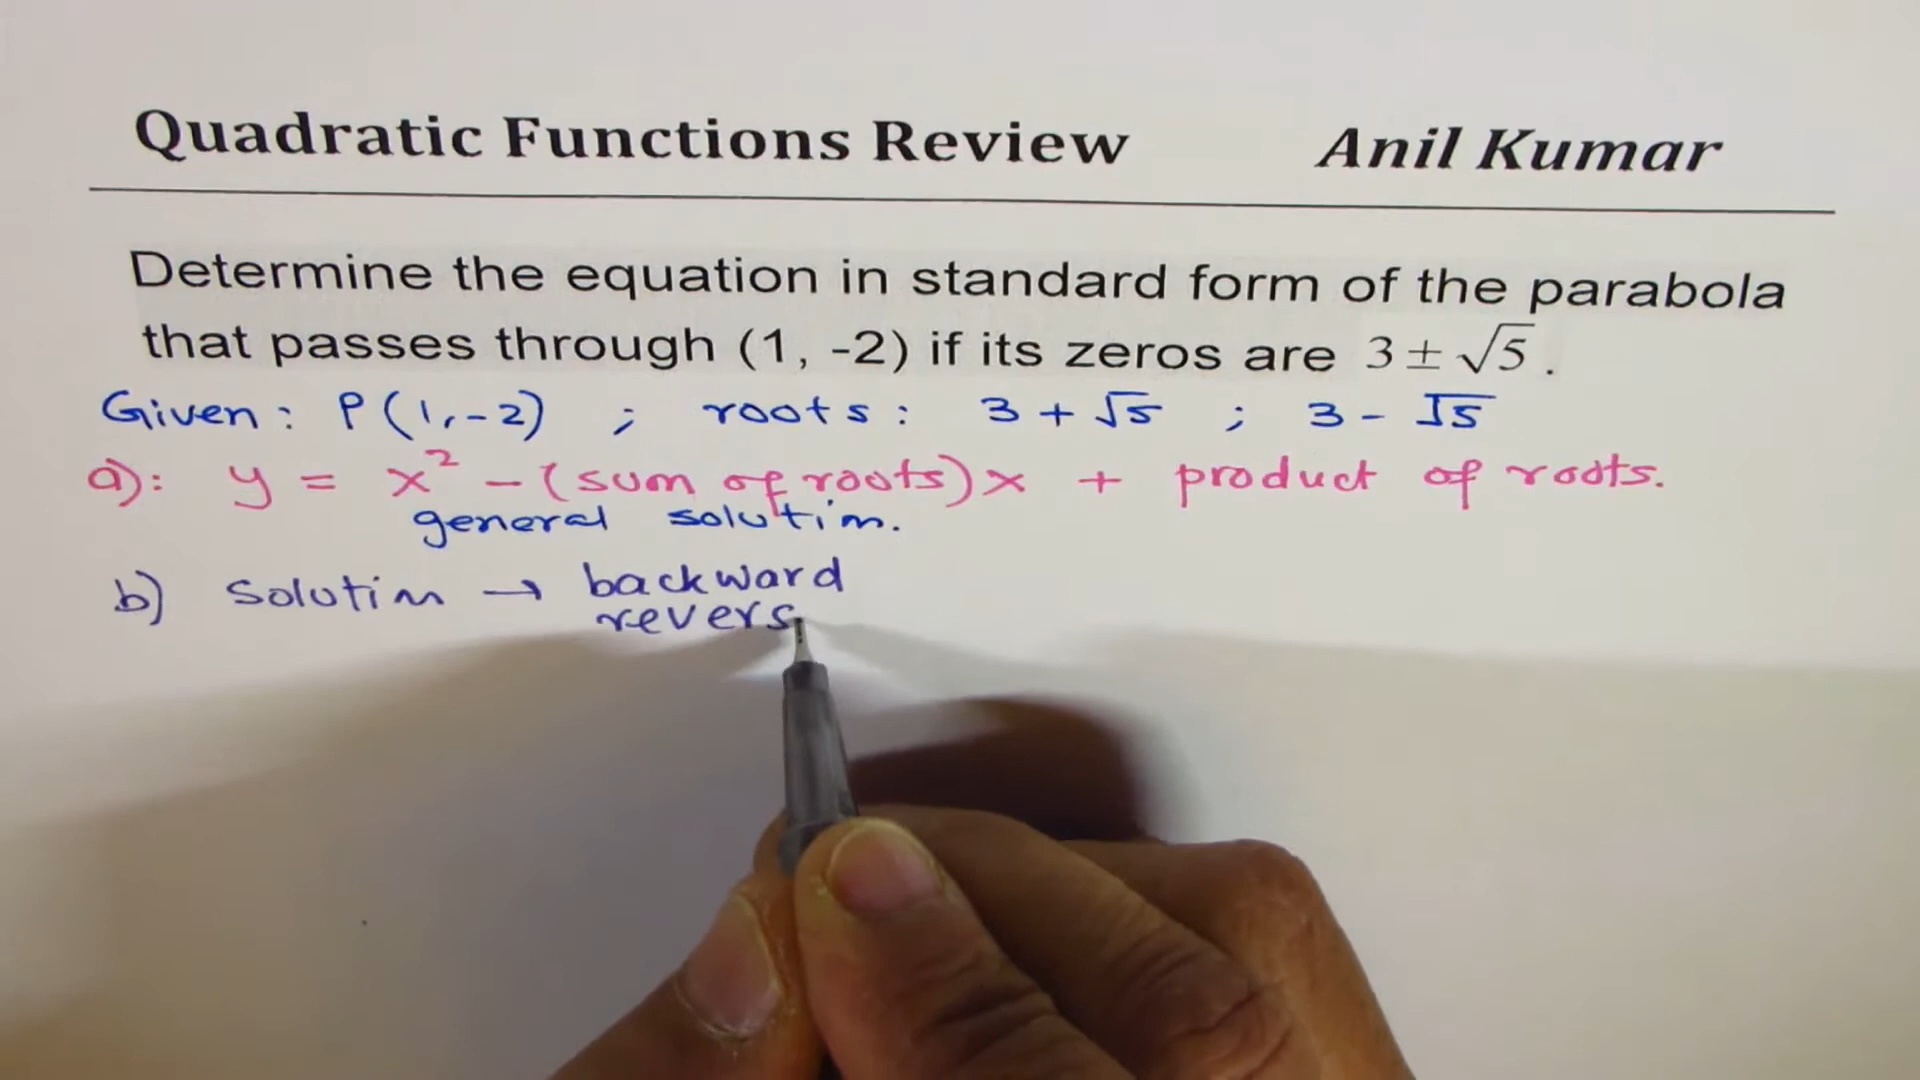 Quadratic Functions Review Anil Kumar
Determine the equation in standard form of the parabola
that passes through (1, -2) if its zeros are 3 ± √5 .
Given : P(1, -2) ; roots : 3 + √5 ; 3 - √5
a): y = x² - (sum of roots)x + product of roots.
general solutim.
b) Solutim → backward
revers